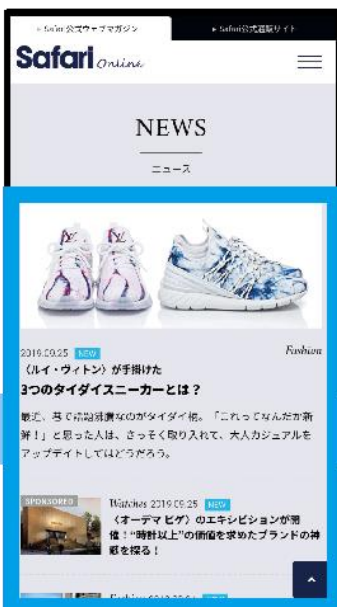 ▸ Safari公式ウェブマガジン
▸ Safari公式通販サイト
Safari Online
NEWS
ニュース
2019.09.25 NEW
Fashion
〈ルイ・ヴィトン〉が手掛けた
3つのタイダイスニーカーとは？
最近、巷で話題沸騰なのがタイダイ柄。「これってなんだか新
鮮！」と思った人は、さっそく取り入れて、大人カジュアルを
アップデイトしてはどうだろう。
SPONSORED
Watches 2019.09.25 NEW
〈オーデマ ピゲ〉のエキシビションが開
催！“時計以上”の価値を求めたブランドの神
髄を探る！